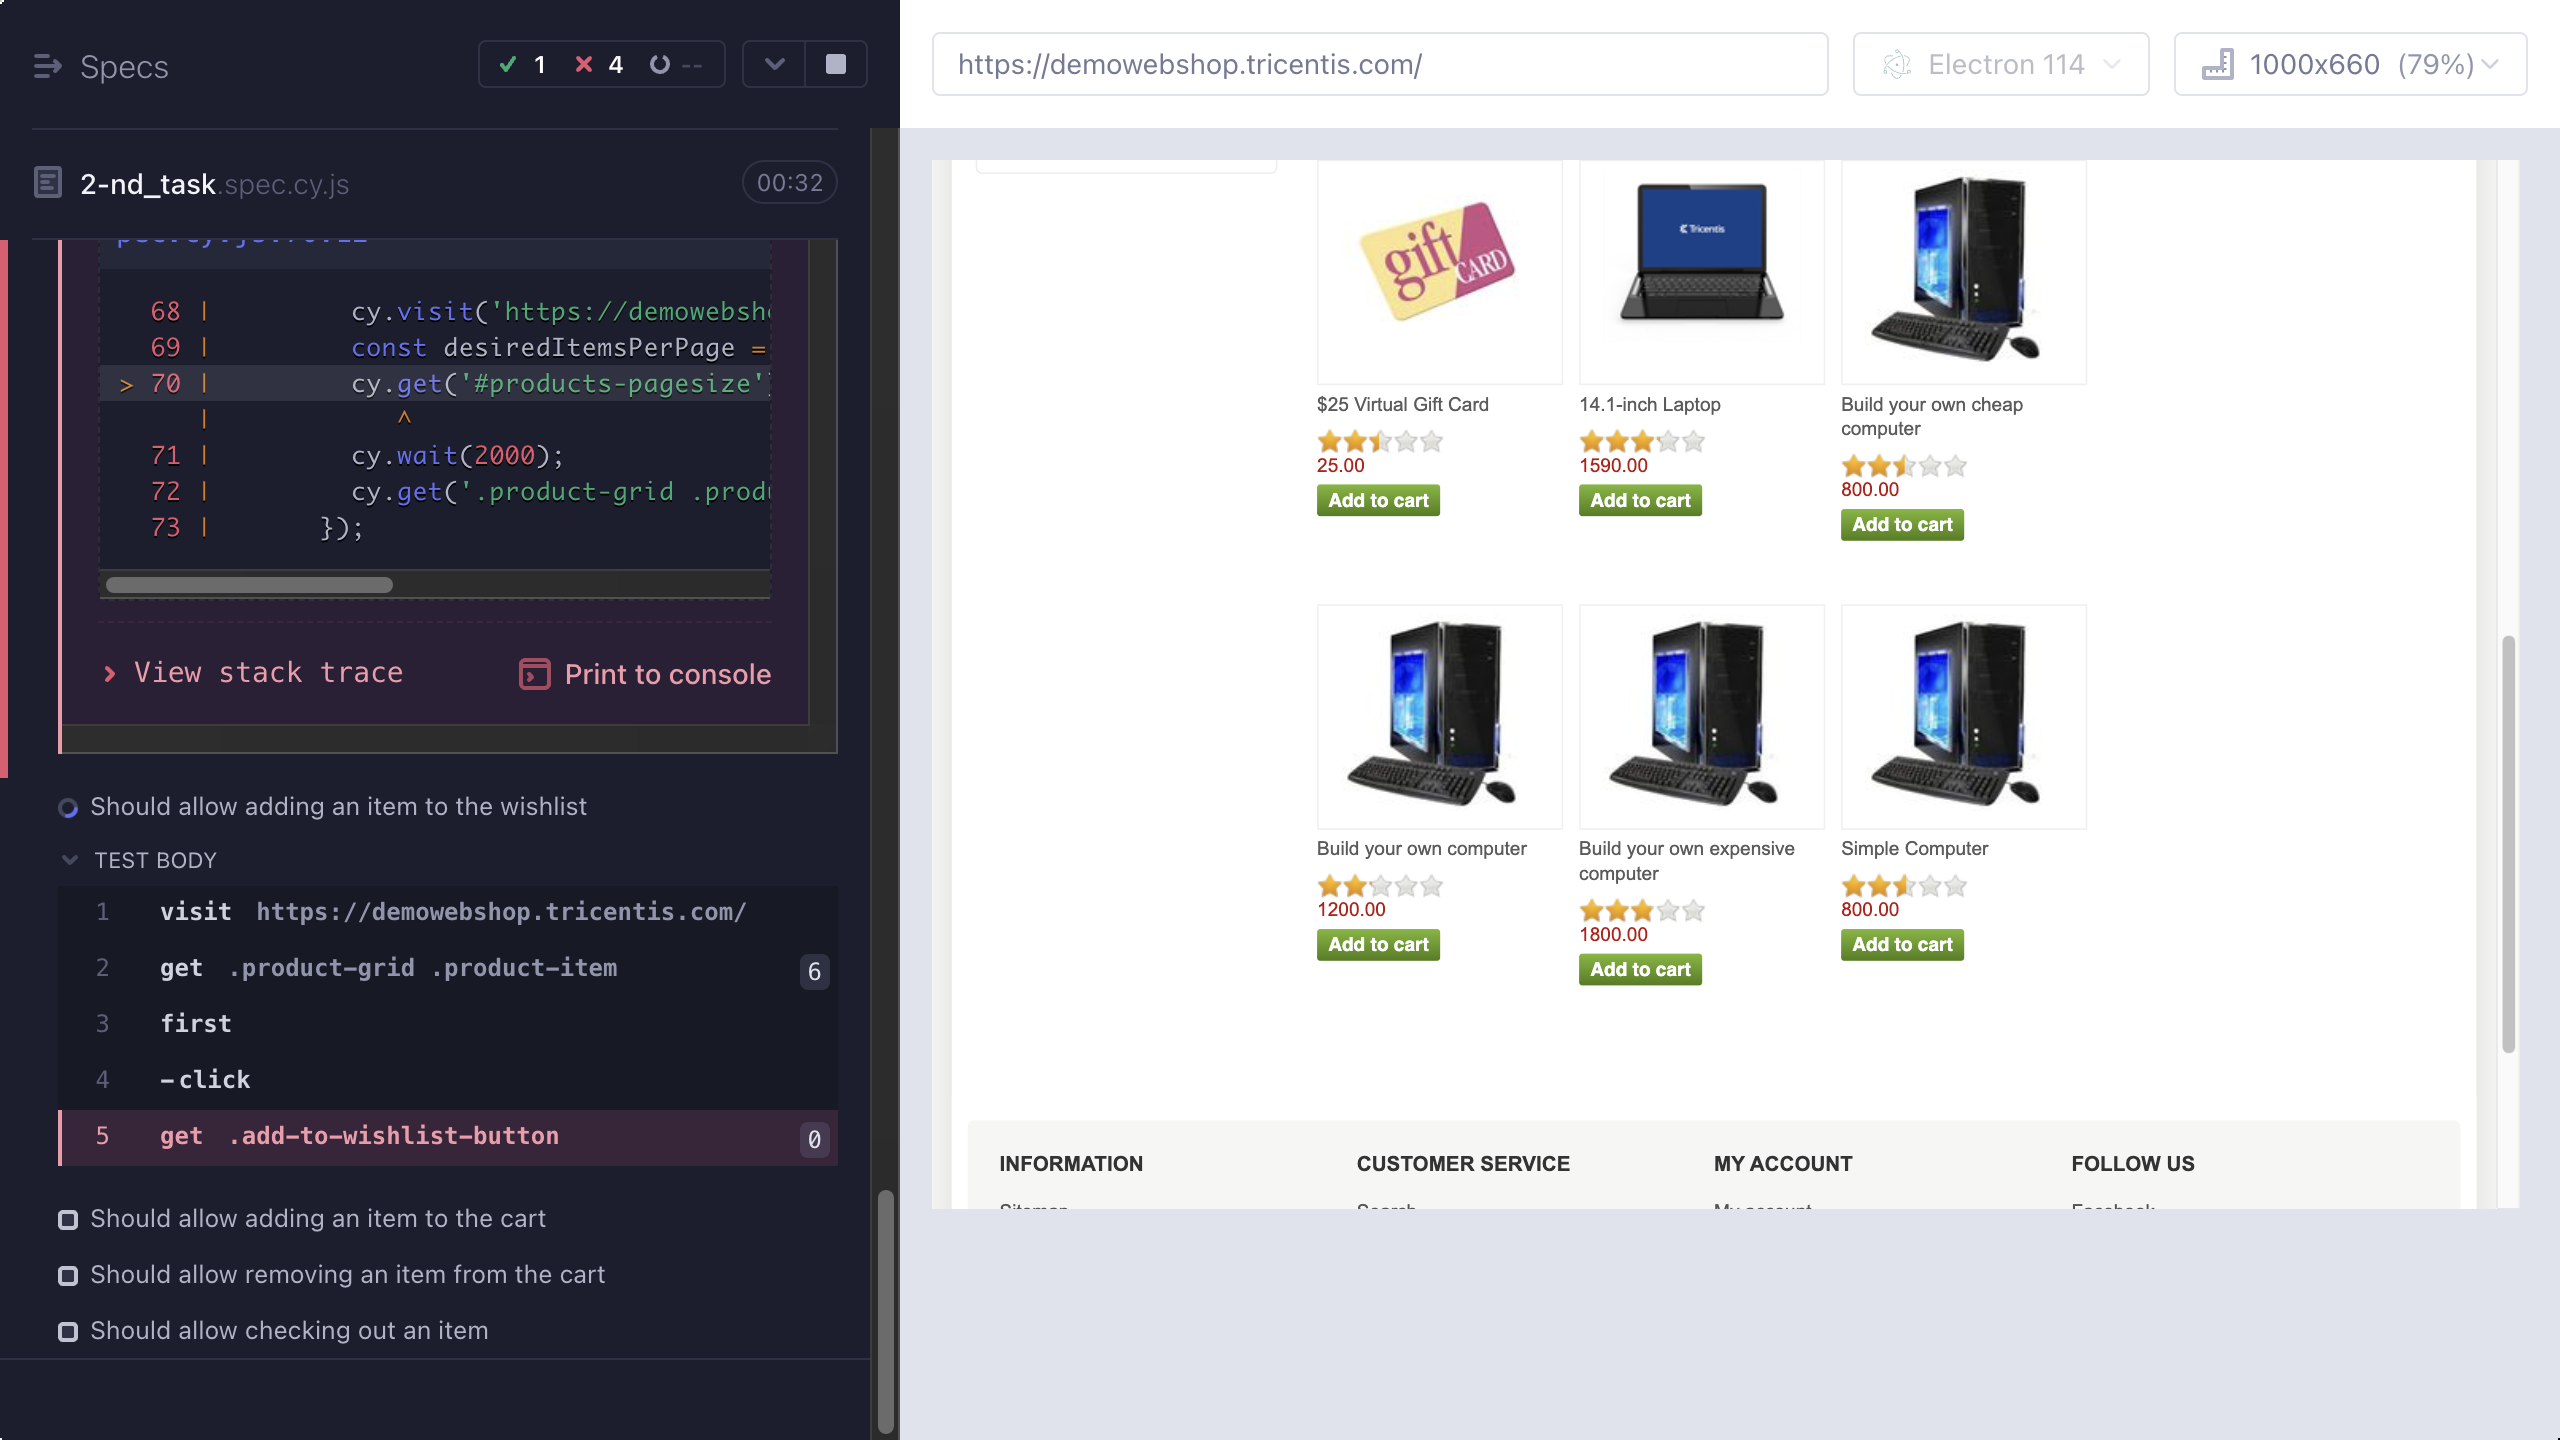 Specs
1 4 --
2-nd_task.spec.cy.js 00:32
68 | cy.visit('https://demowebsh
69 | const desiredItemsPerPage =
> 70 | cy.get('#products-pagesize')
| ^
71 | cy.wait(2000);
72 | cy.get('.product-grid .prod
73 | });
View stack trace Print to console
Should allow adding an item to the wishlist
TEST BODY
1 visit https://demowebshop.tricentis.com/
2 get .product-grid .product-item 6
3 first
4 -click
5 get .add-to-wishlist-button 0
Should allow adding an item to the cart
Should allow removing an item from the cart
Should allow checking out an item
https://demowebshop.tricentis.com/
Electron 114
1000x660 (79%)
gift CARD
Tricentis
$25 Virtual Gift Card
25.00
Add to cart
14.1-inch Laptop
1590.00
Add to cart
Build your own cheap
computer
800.00
Add to cart
Build your own computer
1200.00
Add to cart
Build your own expensive
computer
1800.00
Add to cart
Simple Computer
800.00
Add to cart
INFORMATION
Sitemap
CUSTOMER SERVICE
Search
MY ACCOUNT
My account
FOLLOW US
Facebook